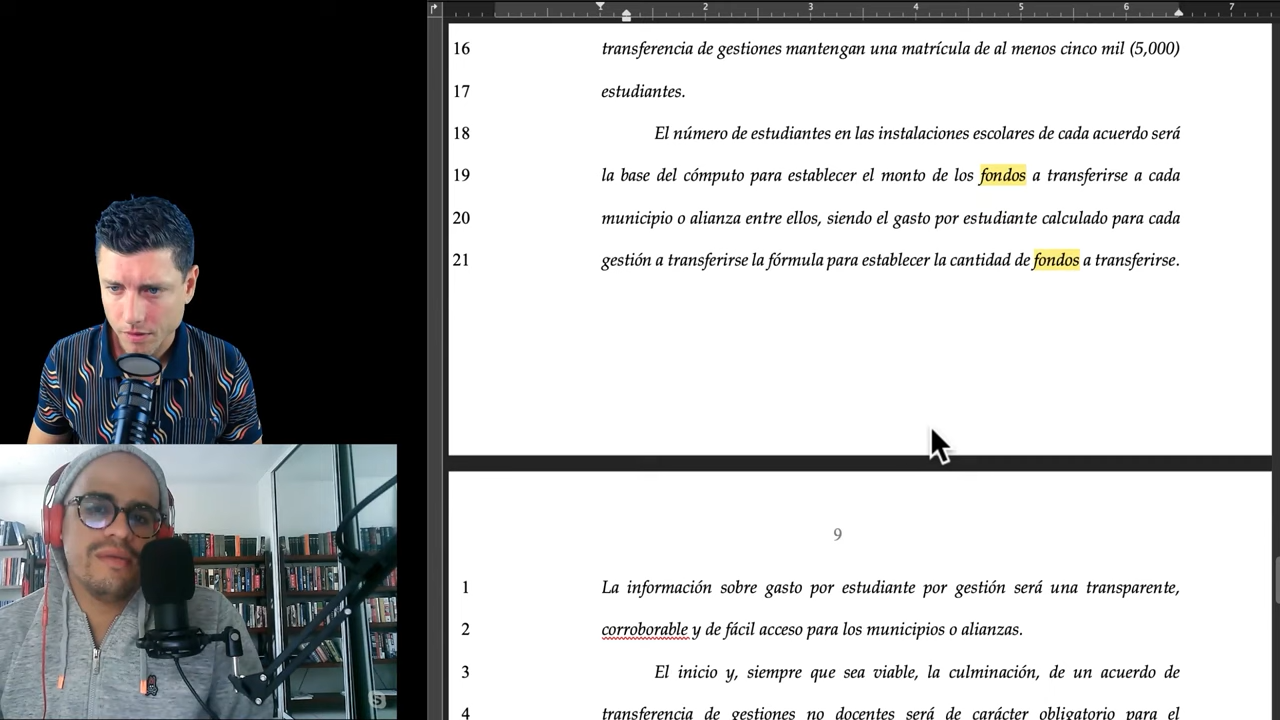 2 3 4 5 6 7
16 transferencia de gestiones mantengan una matrícula de al menos cinco mil (5,000)
17 estudiantes.
18 El número de estudiantes en las instalaciones escolares de cada acuerdo será
19 la base del cómputo para establecer el monto de los fondos a transferirse a cada
20 municipio o alianza entre ellos, siendo el gasto por estudiante calculado para cada
21 gestión a transferirse la fórmula para establecer la cantidad de fondos a transferirse.
9
1 La información sobre gasto por estudiante por gestión será una transparente,
2 corroborable y de fácil acceso para los municipios o alianzas.
3 El inicio y, siempre que sea viable, la culminación, de un acuerdo de
4 transferencia de gestiones no docentes será de carácter obligatorio para el